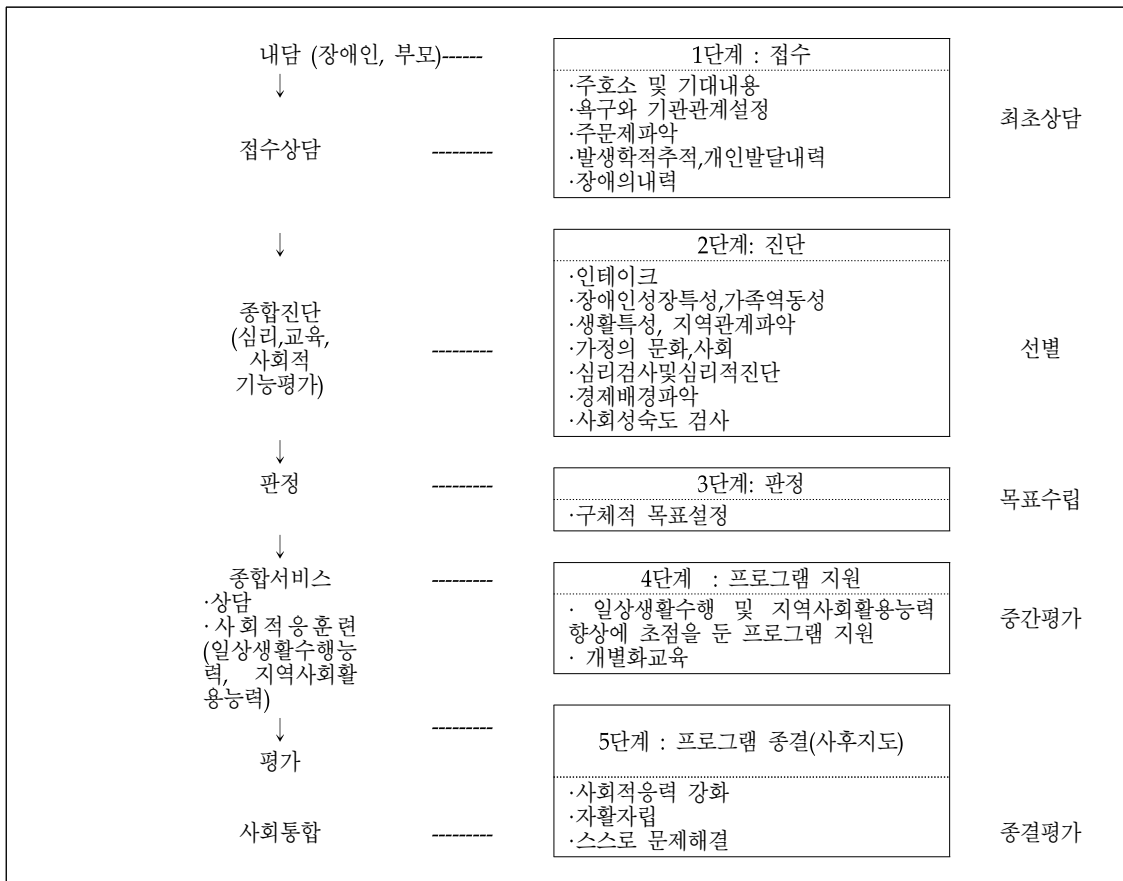 내담 (장애인, 부모)------
↓
접수상담 ---------
1단계 : 접수
·주호소 및 기대내용
·욕구와 기관관계설정
·주문제파악
·발생학적추적,개인발달내력
·장애의내력
최초상담
↓
종합진단
(심리,교육,
사회적
기능평가)
---------
2단계: 진단
·인테이크
·장애인성장특성,가족역동성
·생활특성, 지역관계파악
·가정의 문화,사회
·심리검사및심리적진단
·경제배경파악
·사회성숙도 검사
선별
↓
판정 ---------
3단계: 판정
·구체적 목표설정
목표수립
↓
종합서비스 ---------
·상담
·사회적응훈련
(일상생활수행능
력, 지역사회활
용능력)
4단계 : 프로그램 지원
· 일상생활수행 및 지역사회활용능력
향상에 초점을 둔 프로그램 지원
· 개별화교육
중간평가
↓ ---------
평가
5단계 : 프로그램 종결(사후지도)
·사회적응력 강화
·자활자립
·스스로 문제해결
사회통합 ---------
종결평가